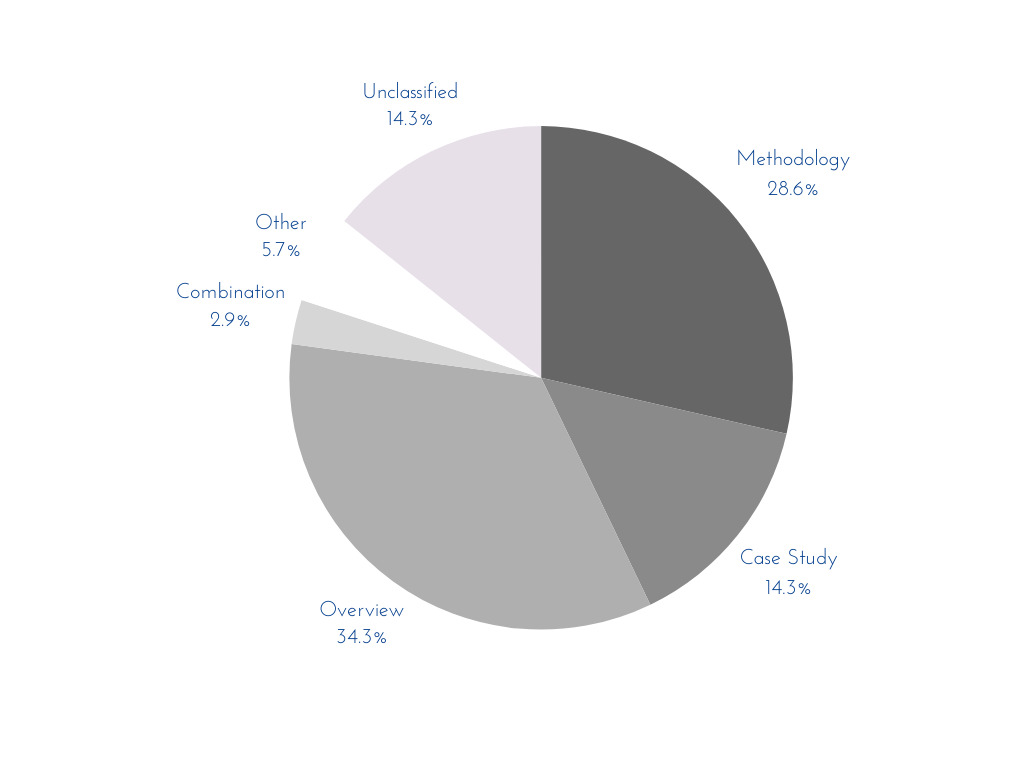 Unclassified
14.3%
Methodology
28.6%
Other
5.7%
Combination
2.9%
Case Study
14.3%
Overview
34.3%